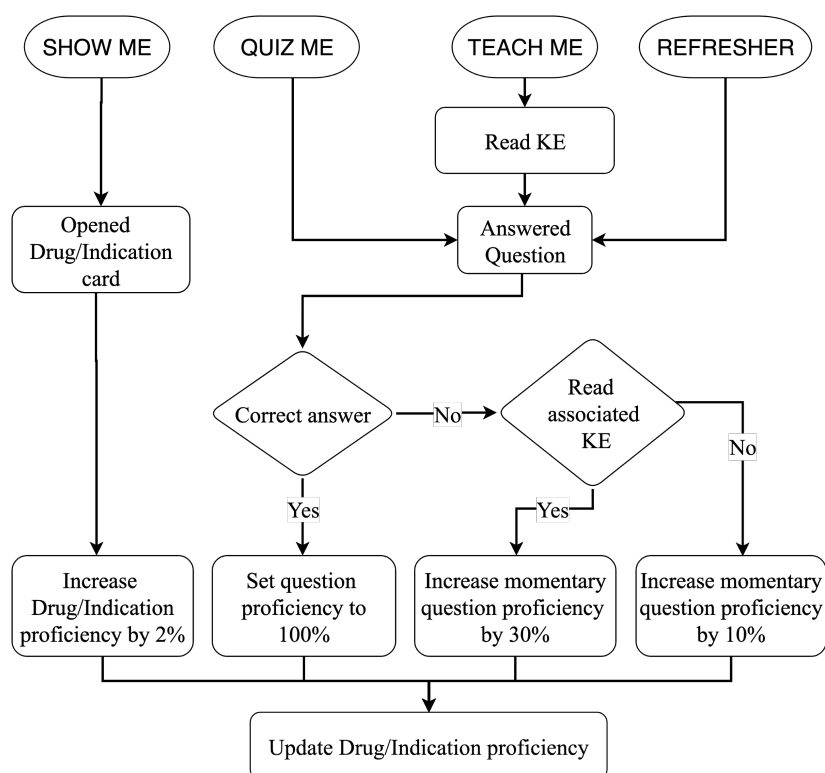 SHOW ME
QUIZ ME
TEACH ME
REFRESHER
Read KE
Opened
Drug/Indication
card
Answered
Question
Correct answer
No
Read
associated
KE
No
Yes
Yes
Increase
Drug/Indication
proficiency by 2%
Set question
proficiency to
100%
Increase momentary
question proficiency
by 30%
Increase momentary
question proficiency
by 10%
Update Drug/Indication proficiency